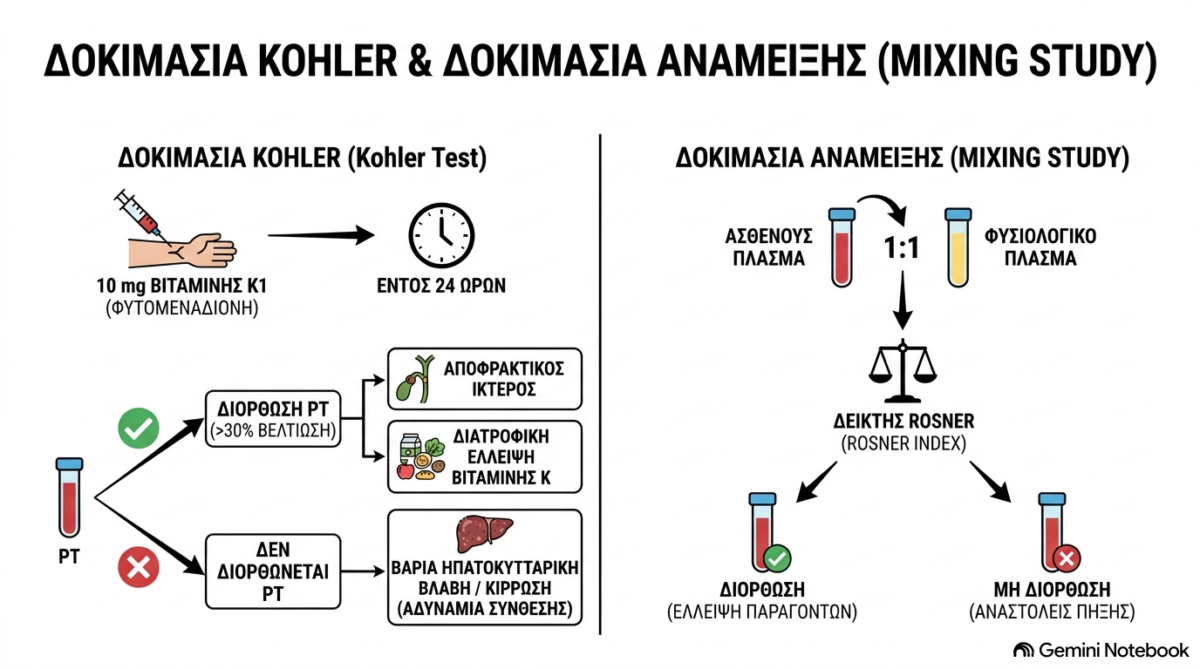 ΔΟΚΙΜΑΣΙΑ KOHLER & ΔΟΚΙΜΑΣΙΑ ΑΝΑΜΕΙΞΗΣ (MIXING STUDY)
ΔΟΚΙΜΑΣΙΑ KOHLER (Kohler Test)
10 mg ΒΙΤΑΜΙΝΗΣ K1
(ΦΥΤΟΜΕΝΑΔΙΟΝΗ)
ΕΝΤΟΣ 24 ΩΡΩΝ
PT
ΔΙΟΡΘΩΣΗ PT
(>30% ΒΕΛΤΙΩΣΗ)
ΑΠΟΦΡΑΚΤΙΚΟΣ
ΙΚΤΕΡΟΣ
ΔΙΑΤΡΟΦΙΚΗ
ΕΛΛΕΙΨΗ
ΒΙΤΑΜΙΝΗΣ K
ΔΕΝ
ΔΙΟΡΘΩΝΕΤΑΙ
PT
ΒΑΡΙΑ ΗΠΑΤΟΚΥΤΤΑΡΙΚΗ
ΒΛΑΒΗ / ΚΙΡΡΩΣΗ
(ΑΔΥΝΑΜΙΑ ΣΥΝΘΕΣΗΣ)
ΔΟΚΙΜΑΣΙΑ ΑΝΑΜΕΙΞΗΣ (MIXING STUDY)
ΑΣΘΕΝΟΥΣ
ΠΛΑΣΜΑ
1:1
ΦΥΣΙΟΛΟΓΙΚΟ
ΠΛΑΣΜΑ
ΔΕΙΚΤΗΣ ROSNER
(ROSNER INDEX)
ΔΙΟΡΘΩΣΗ
(ΕΛΛΕΙΨΗ ΠΑΡΑΓΟΝΤΩΝ)
ΜΗ ΔΙΟΡΘΩΣΗ
(ΑΝΑΣΤΟΛΕΙΣ ΠΗΞΗΣ)
Gemini Notebook